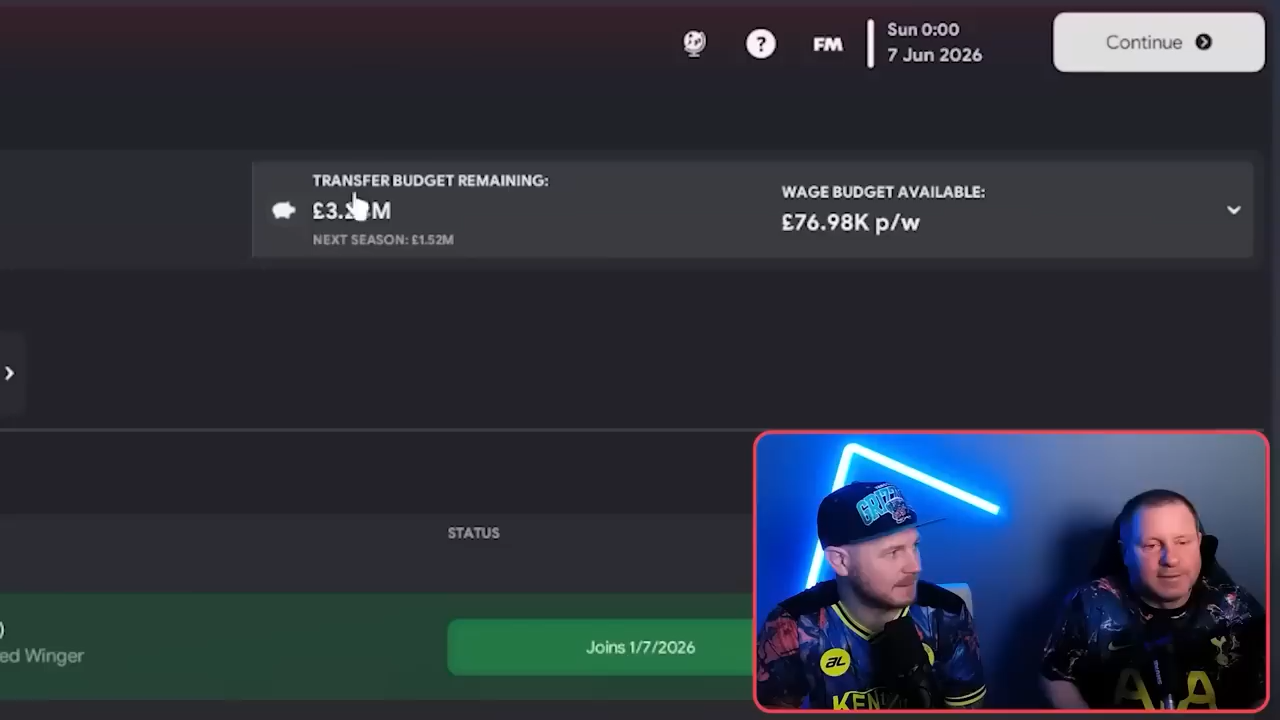 FM
Sun 0:00
7 Jun 2026
Continue
TRANSFER BUDGET REMAINING:
NEXT SEASON: £1.52M
WAGE BUDGET AVAILABLE:
£76.98K p/w
STATUS
ed Winger
Joins 1/7/2026